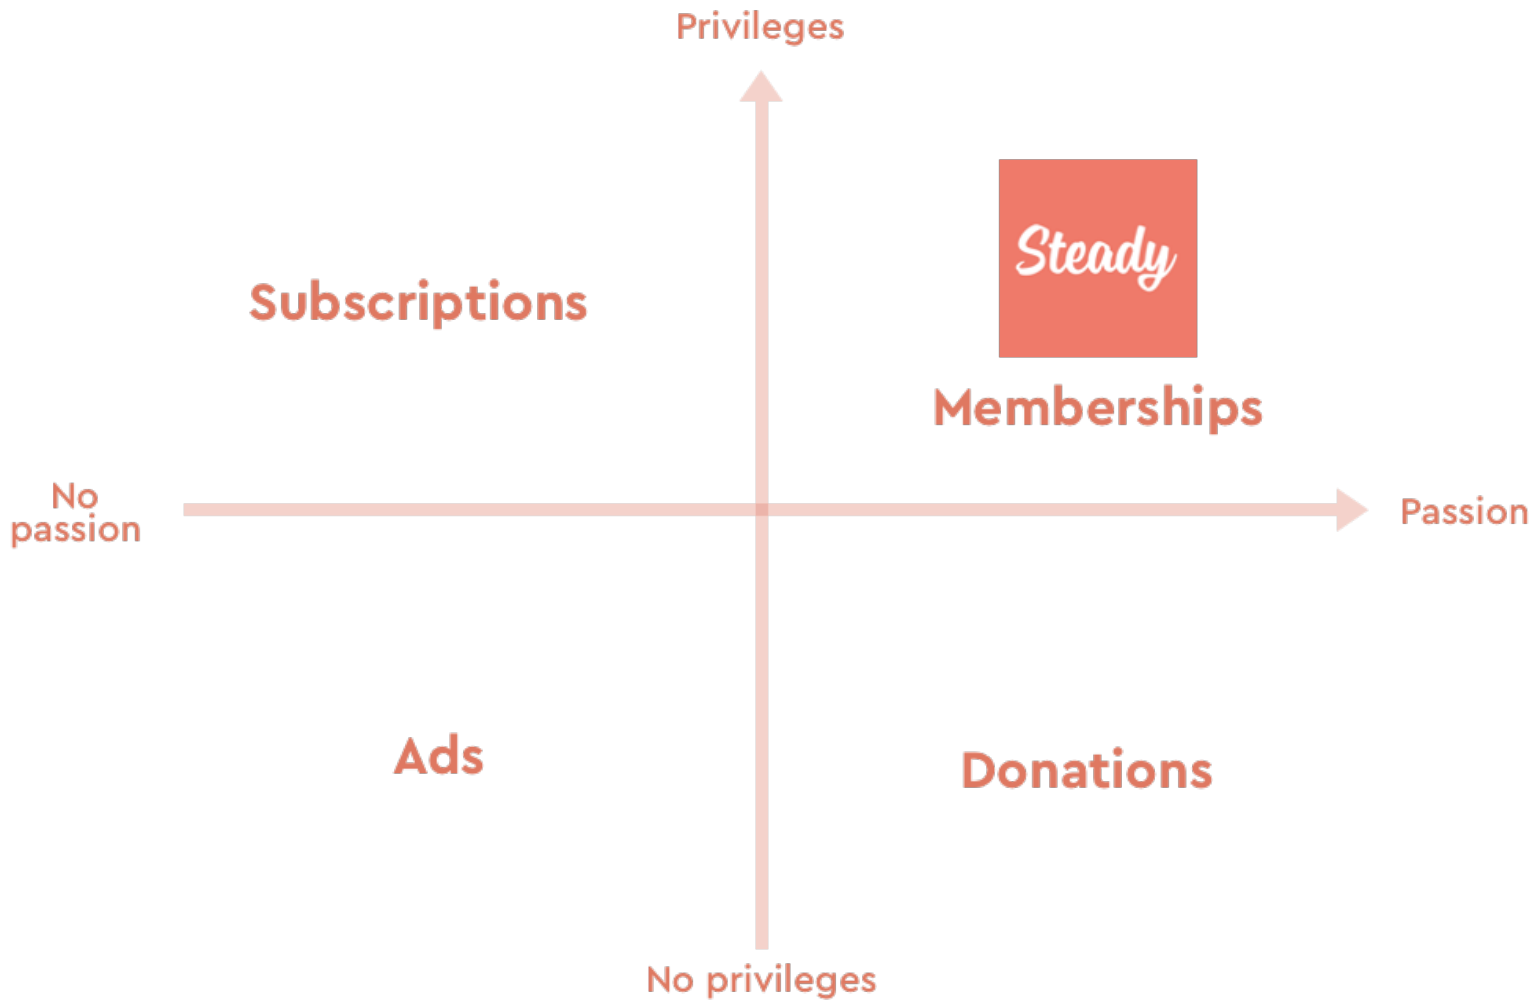 Privileges
Steady
Subscriptions
Memberships
No
passion
Passion
Ads
Donations
No privileges